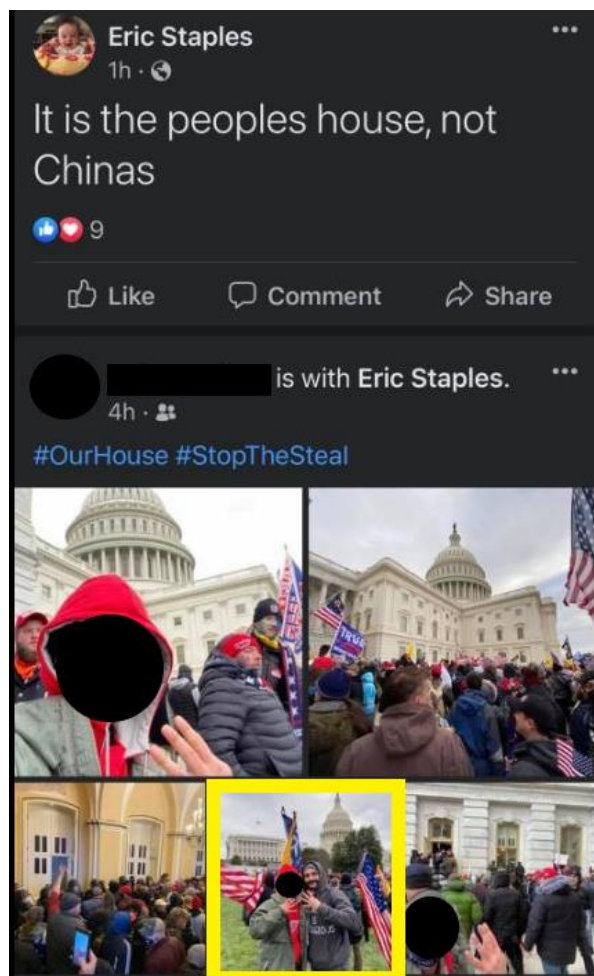 Eric Staples
1h ·
It is the peoples house, not
Chinas
9
Like Comment Share
is with Eric Staples.
4h ·
#OurHouse #StopTheSteal
TRUMP